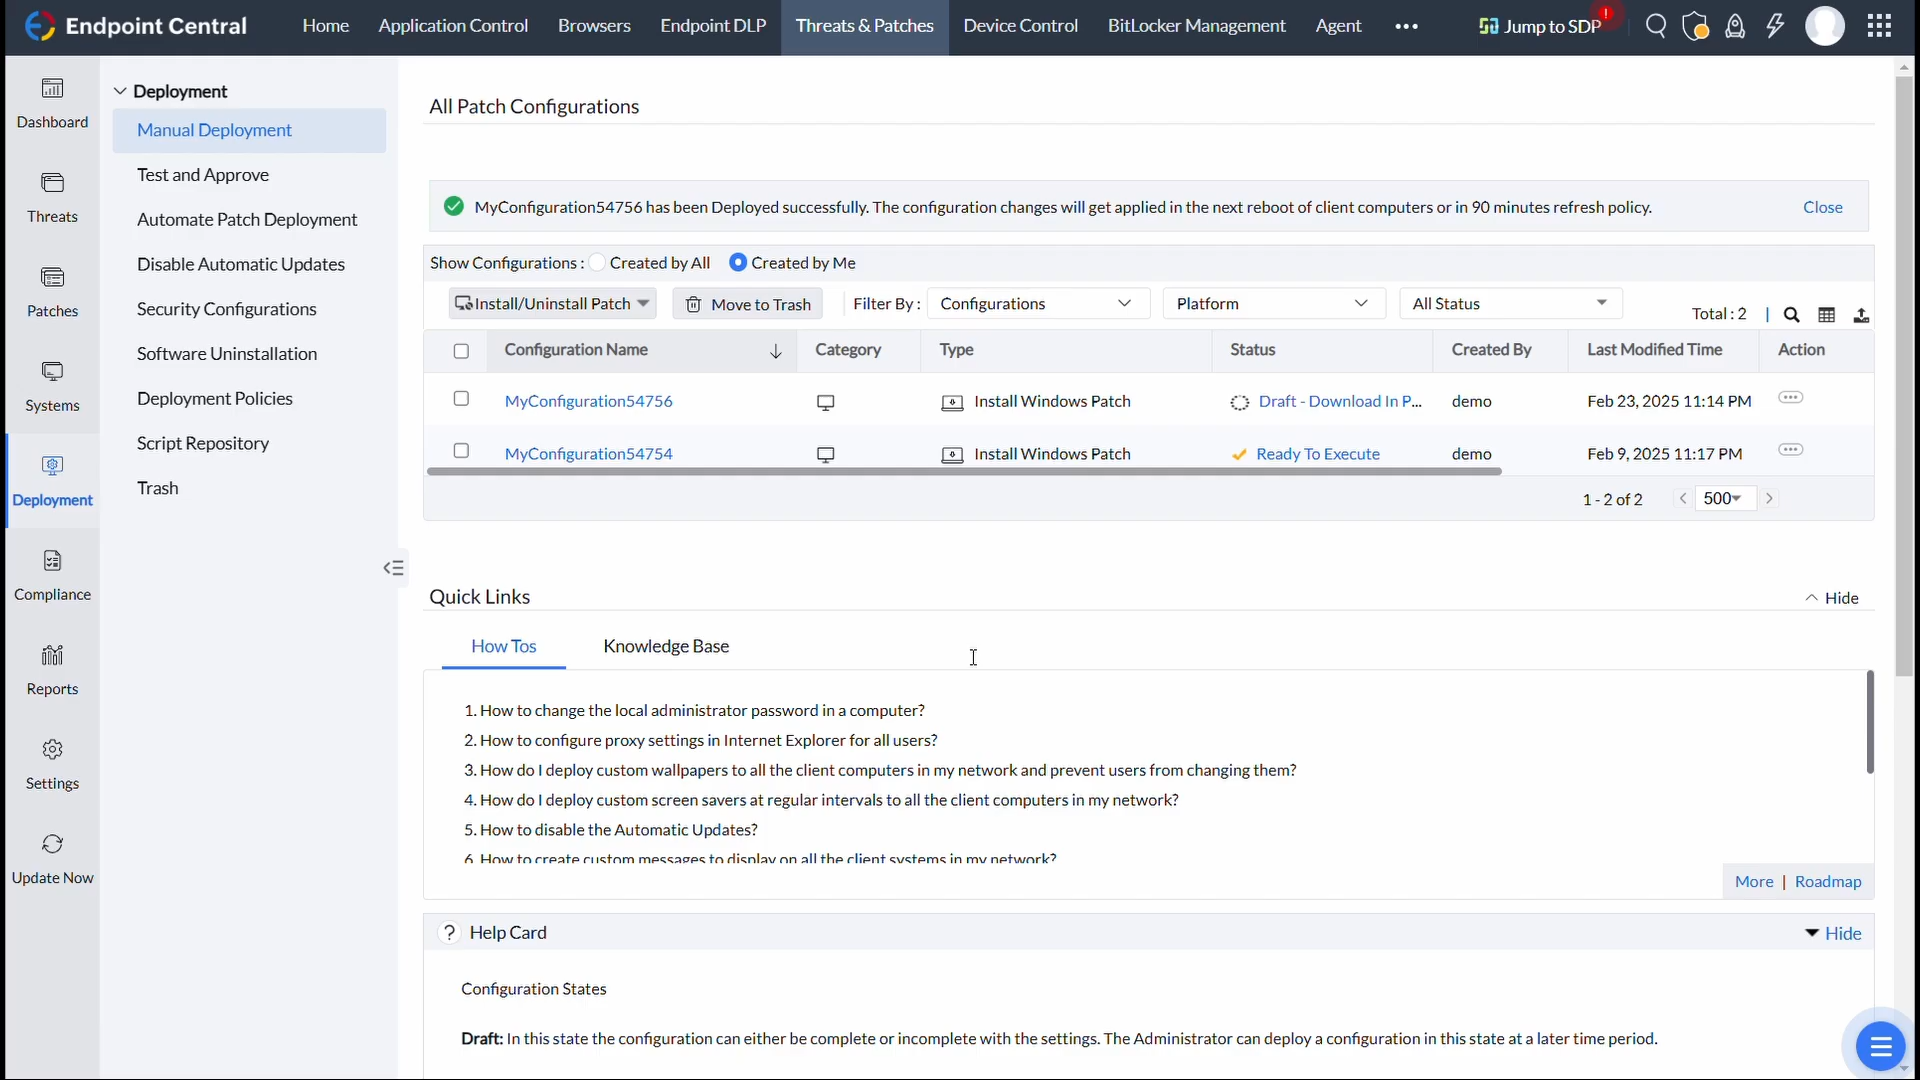 Endpoint Central
Home
Application Control
Browsers
Endpoint DLP
Threats & Patches
Device Control
BitLocker Management
Agent
Jump to SDP
!
Dashboard
Threats
Patches
Systems
Deployment
Compliance
Reports
Settings
Update Now
Deployment
Manual Deployment
Test and Approve
Automate Patch Deployment
Disable Automatic Updates
Security Configurations
Software Uninstallation
Deployment Policies
Script Repository
Trash
All Patch Configurations
MyConfiguration54756 has been Deployed successfully. The configuration changes will get applied in the next reboot of client computers or in 90 minutes refresh policy.
Close
Show Configurations : Created by All Created by Me
Install/Uninstall Patch
Move to Trash
Filter By : Configurations
Platform
All Status
Total : 2 |
Configuration Name Category Type Status Created By Last Modified Time Action
MyConfiguration54756 Install Windows Patch Draft - Download In P... demo Feb 23, 2025 11:14 PM
MyConfiguration54754 Install Windows Patch Ready To Execute demo Feb 9, 2025 11:17 PM
1 - 2 of 2
500
Quick Links
Hide
How Tos
Knowledge Base
1. How to change the local administrator password in a computer?
2. How to configure proxy settings in Internet Explorer for all users?
3. How do I deploy custom wallpapers to all the client computers in my network and prevent users from changing them?
4. How do I deploy custom screen savers at regular intervals to all the client computers in my network?
5. How to disable the Automatic Updates?
6. How to create custom messages to display on all the client systems in my network?
More | Roadmap
? Help Card
Hide
Configuration States
Draft: In this state the configuration can either be complete or incomplete with the settings. The Administrator can deploy a configuration in this state at a later time period.